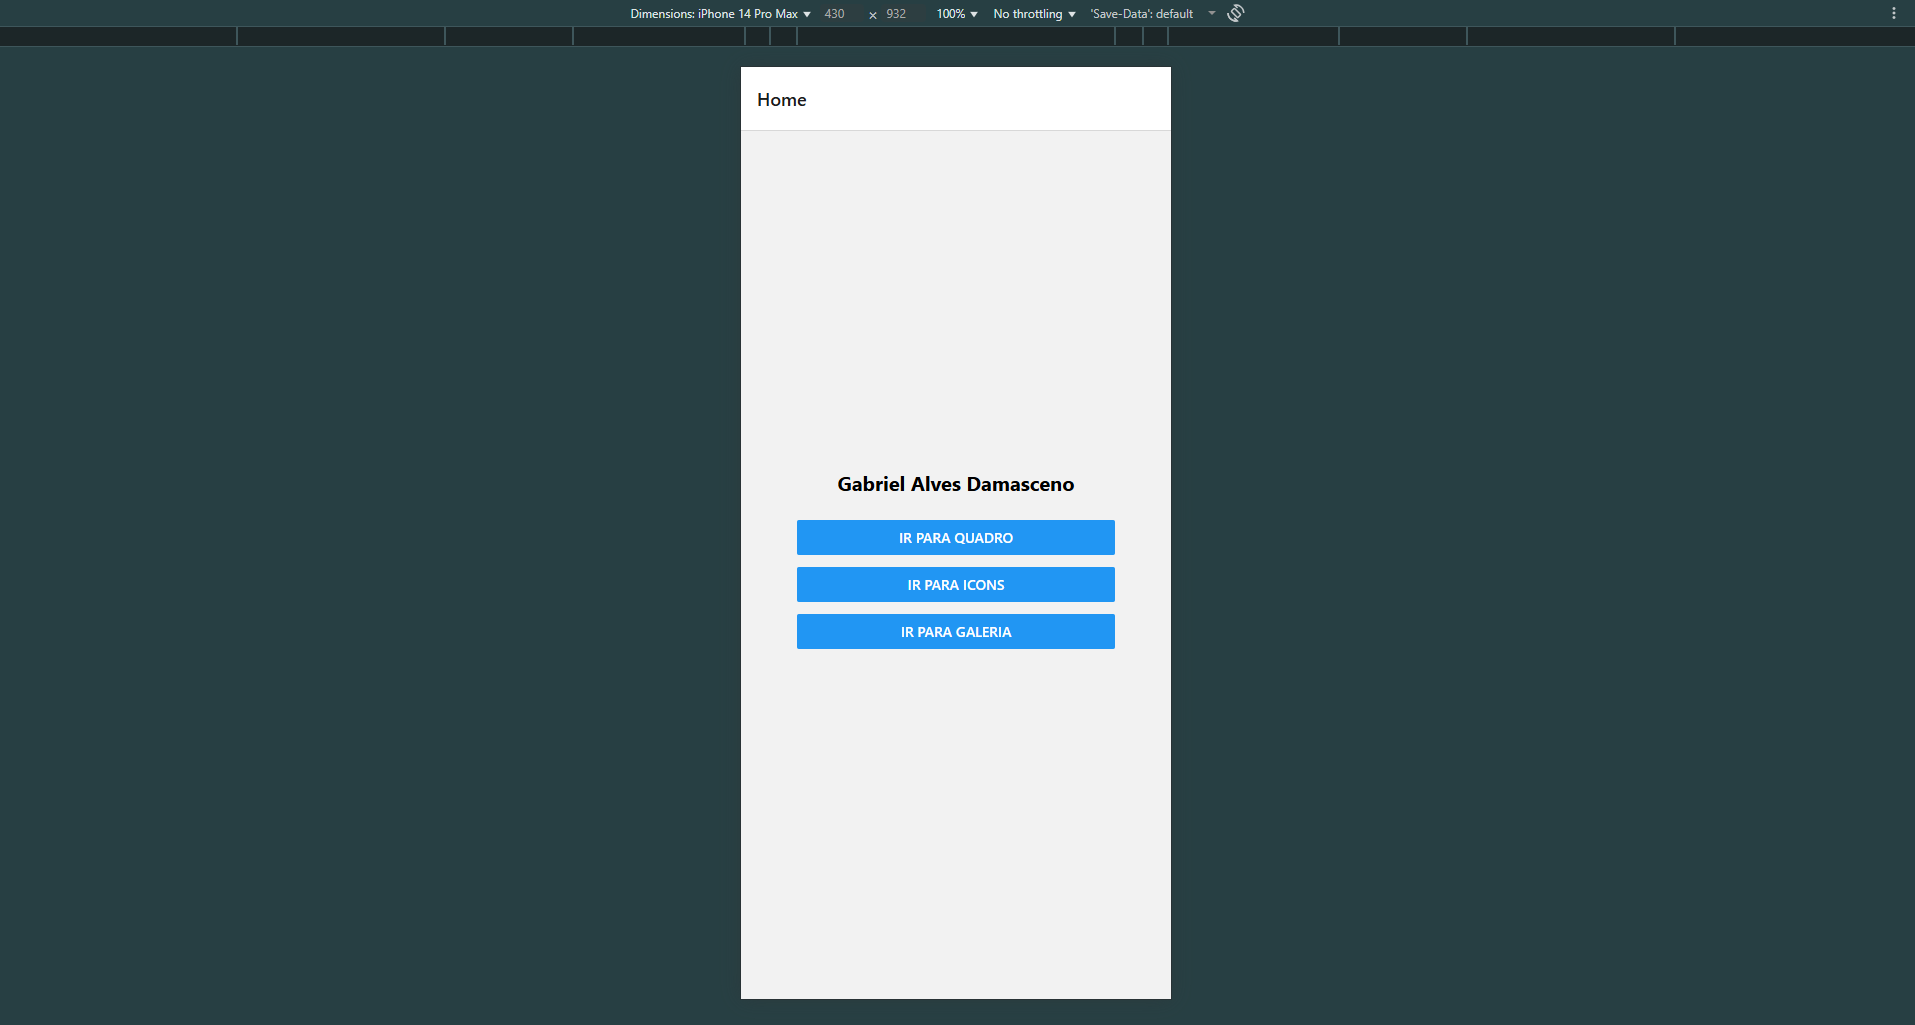 Dimensions: iPhone 14 Pro Max 430 × 932 100% No throttling 'Save-Data': default
Home
Gabriel Alves Damasceno
IR PARA QUADRO
IR PARA ICONS
IR PARA GALERIA